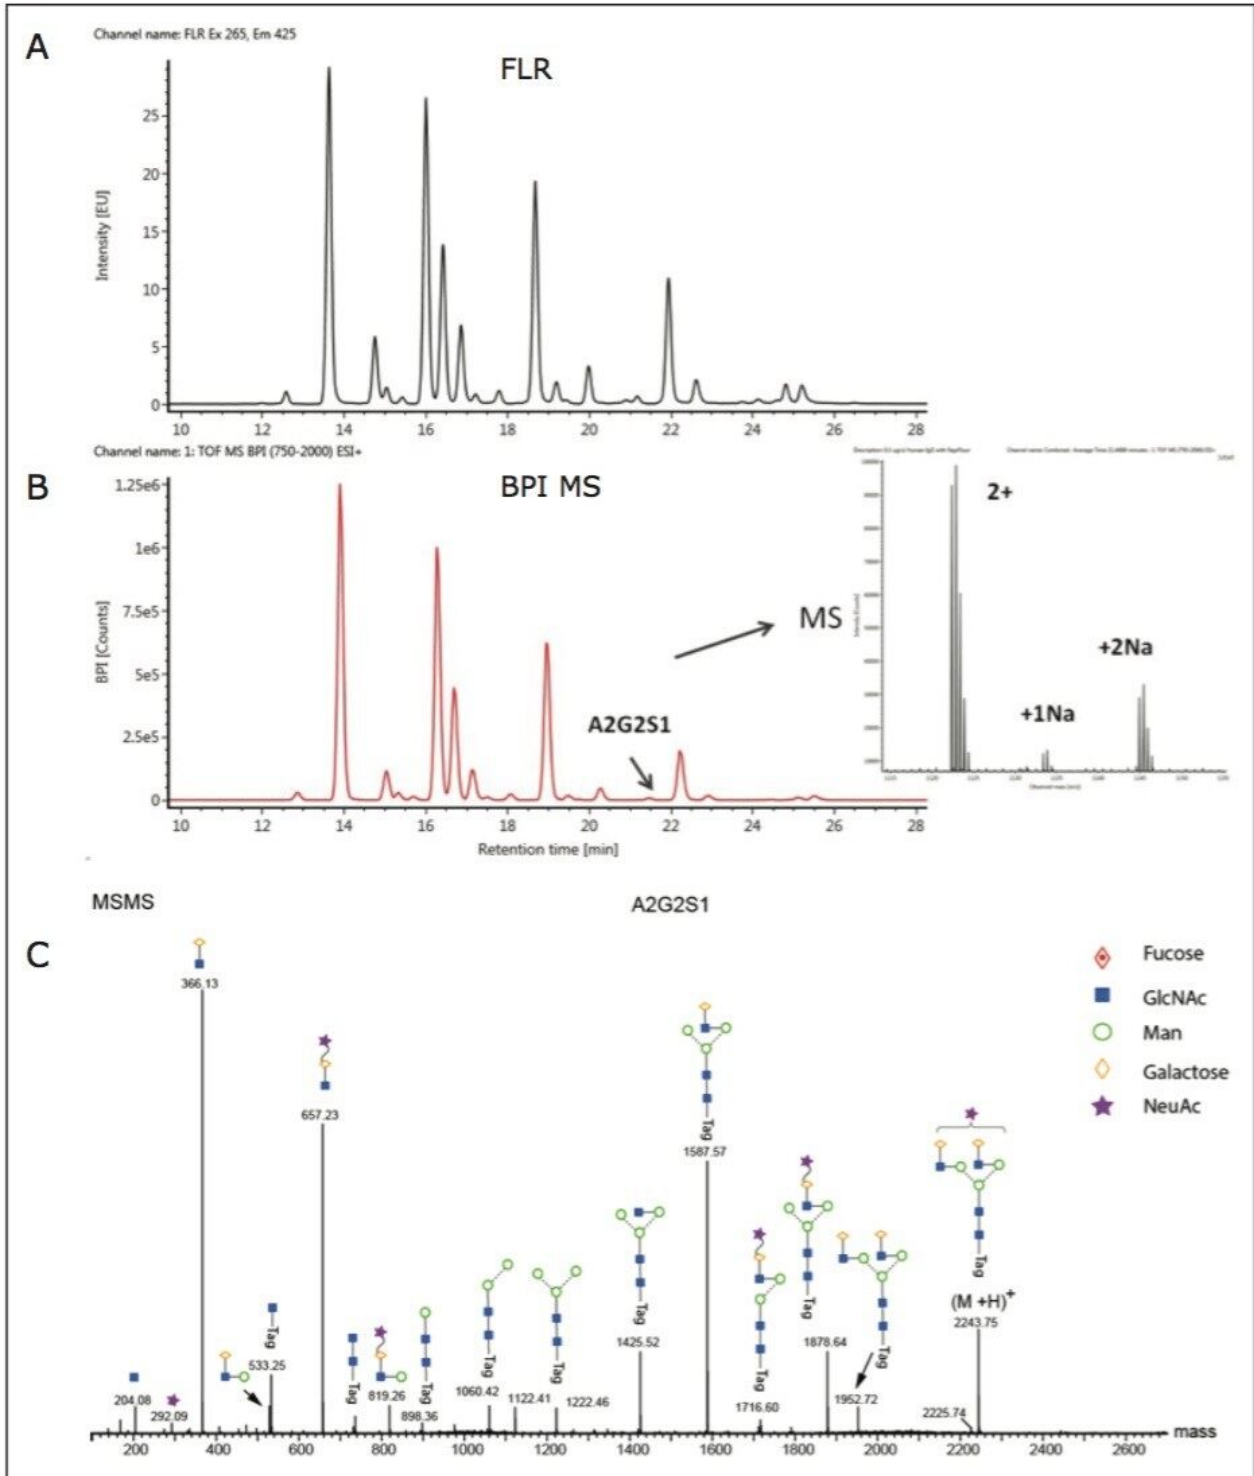 A
Channel name: FLR Ex 265, Em 425
FLR
Intensity [EU]
25
20
15
10
5
0
10 12 14 16 18 20 22 24 26 28
B
Channel name: 1: TOF MS BPI (750-2000) ESI+
BPI MS
BPI [Counts]
1.25e6
1e6
7.5e5
5e5
2.5e5
0
A2G2S1
10 12 14 16 18 20 22 24 26 28
Retention time [min]
MS
2+
+1Na
+2Na
MSMS
A2G2S1
C
Fucose
GlcNAc
Man
Galactose
NeuAc
366.13
657.23
Tag
1587.57
Tag
1425.52
Tag
1878.64
Tag
(M +H)+
2243.75
Tag
533.25
204.08
292.09
Tag
819.26
Tag
898.36
Tag
1060.42
1122.41
Tag
1222.46
Tag
1716.60
Tag
1952.72
2225.74
200 400 600 800 1000 1200 1400 1600 1800 2000 2200 2400 2600
mass